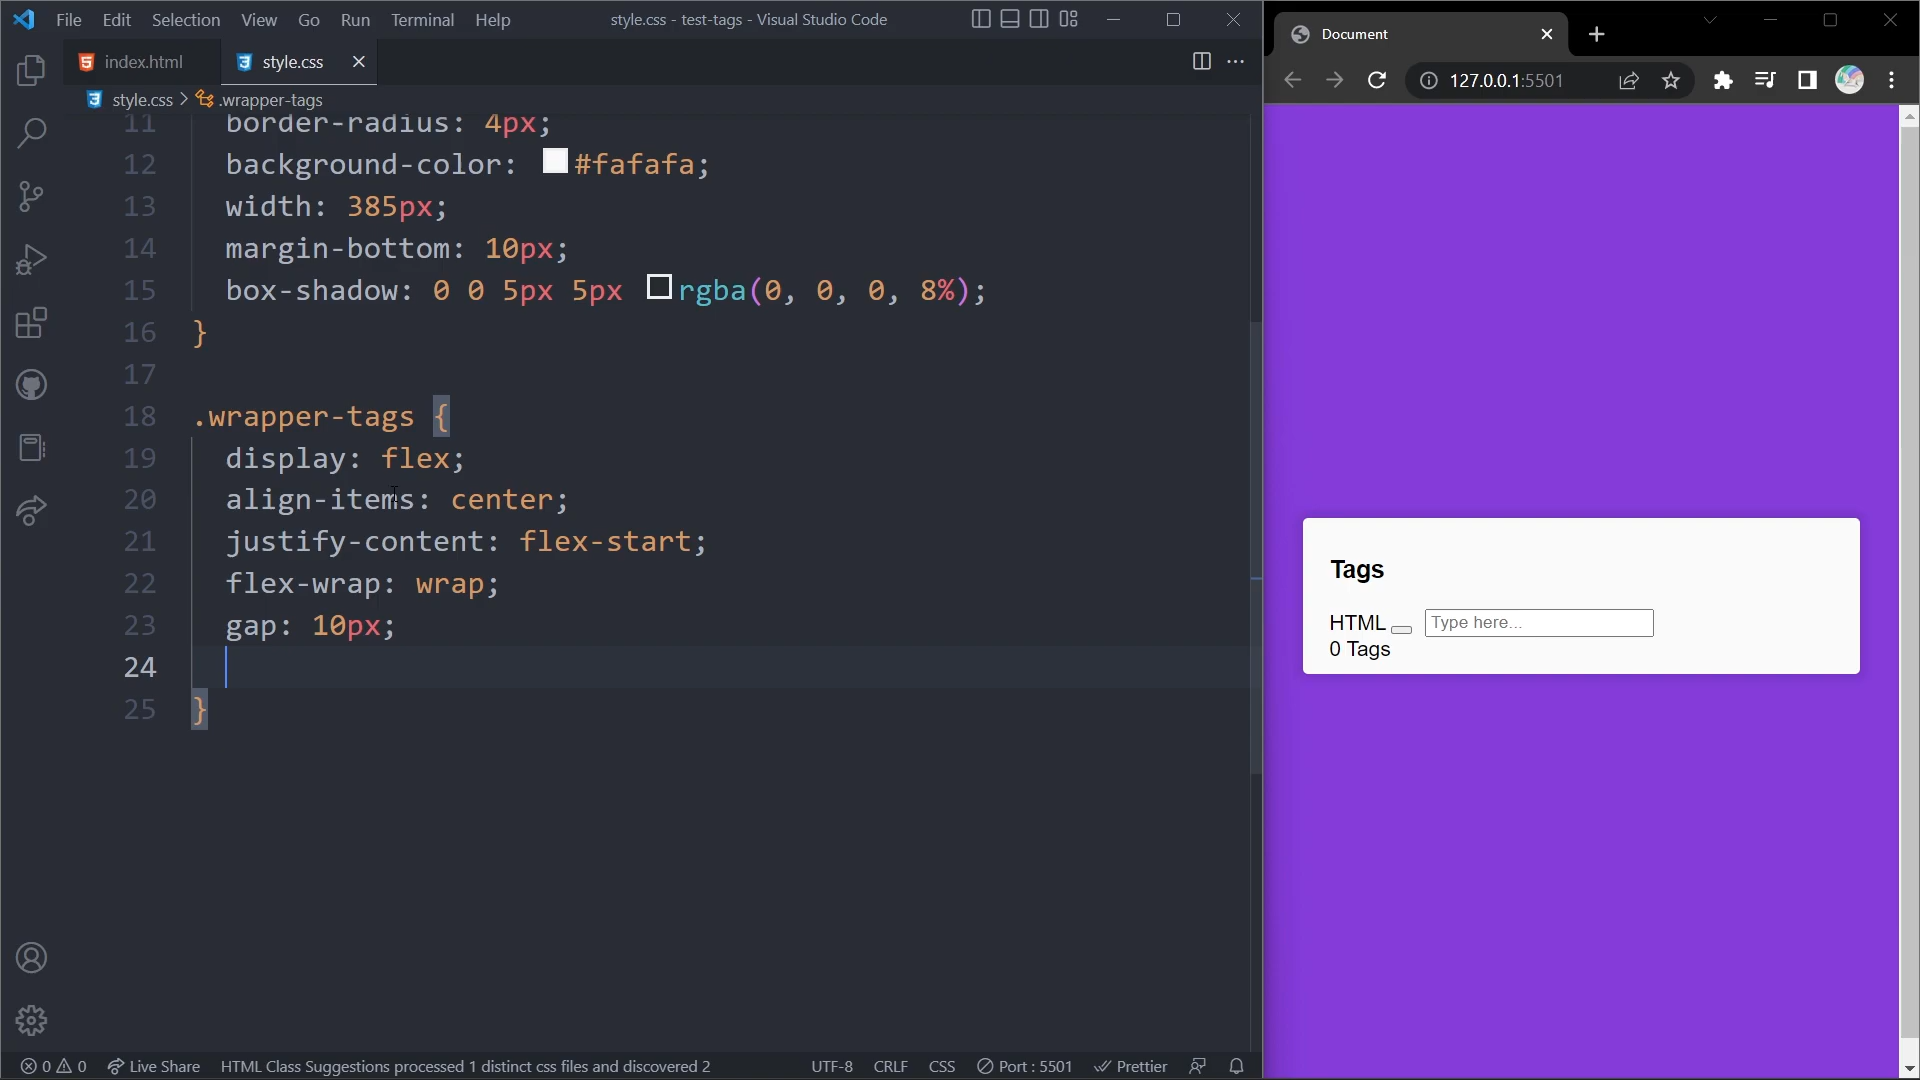 File Edit Selection View Go Run Terminal Help
style.css - test-tags - Visual Studio Code
index.html
style.css
style.css > .wrapper-tags
11 border-radius: 4px;
12 background-color: #fafafa;
13 width: 385px;
14 margin-bottom: 10px;
15 box-shadow: 0 0 5px 5px rgba(0, 0, 0, 8%);
16 }
17
18 .wrapper-tags {
19 display: flex;
20 align-items: center;
21 justify-content: flex-start;
22 flex-wrap: wrap;
23 gap: 10px;
24
25 }
0 0 Live Share HTML Class Suggestions processed 1 distinct css files and discovered 2 UTF-8 CRLF CSS Port : 5501 Prettier
Document
127.0.0.1:5501
Tags
HTML Type here...
0 Tags